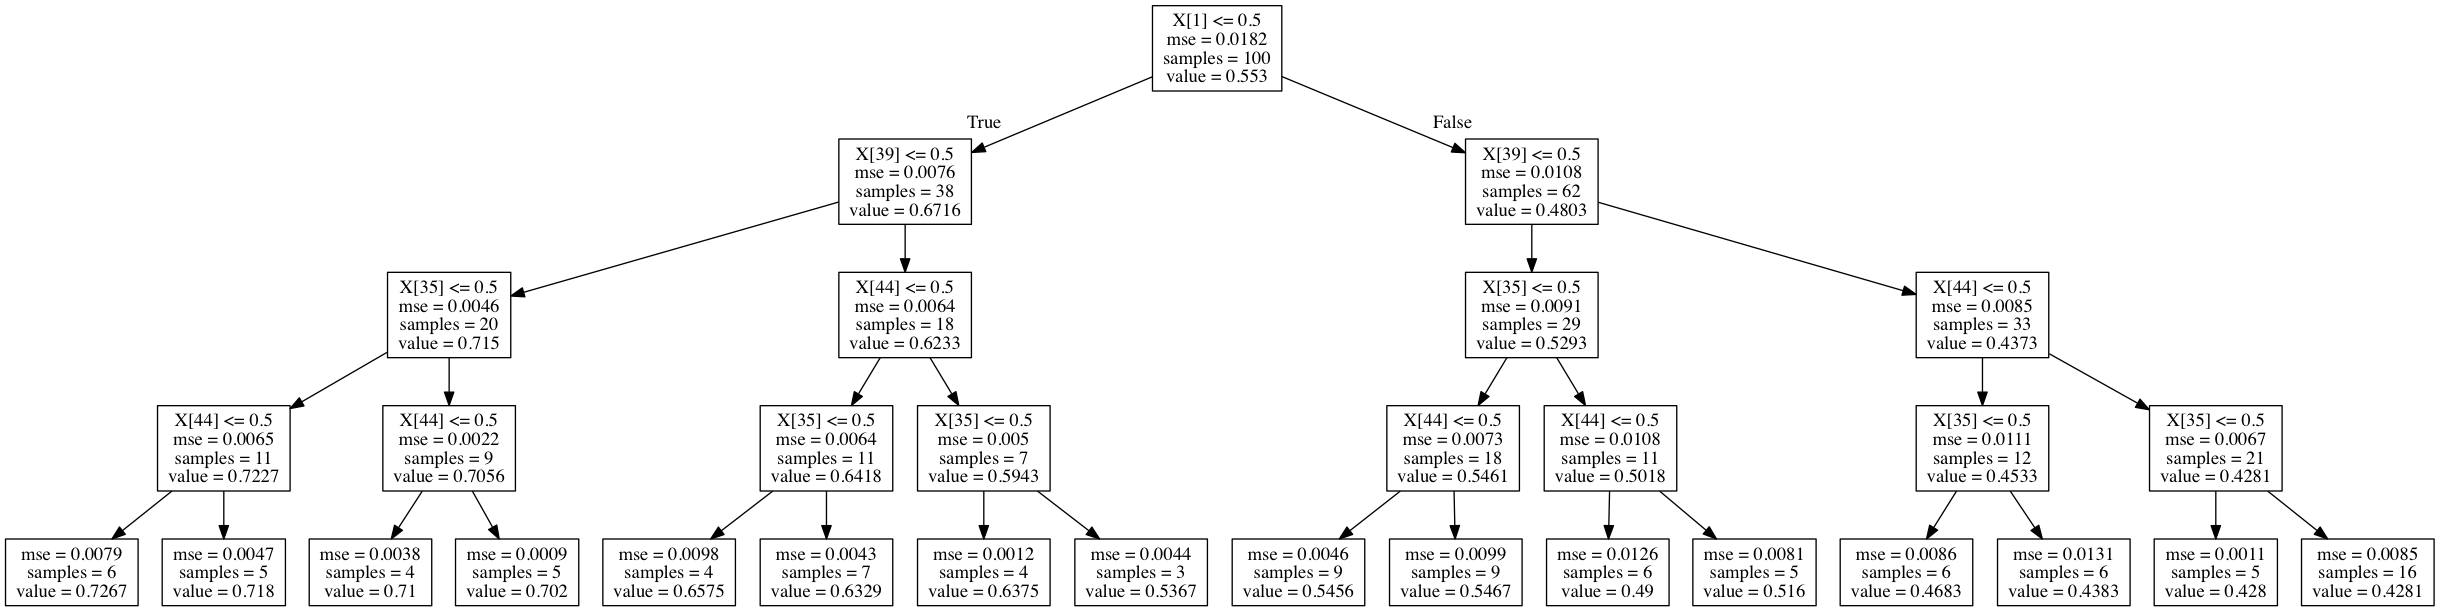 X[1] <= 0.5
mse = 0.0182
samples = 100
value = 0.553
True
False
X[39] <= 0.5
mse = 0.0076
samples = 38
value = 0.6716
X[39] <= 0.5
mse = 0.0108
samples = 62
value = 0.4803
X[35] <= 0.5
mse = 0.0046
samples = 20
value = 0.715
X[44] <= 0.5
mse = 0.0064
samples = 18
value = 0.6233
X[35] <= 0.5
mse = 0.0091
samples = 29
value = 0.5293
X[44] <= 0.5
mse = 0.0085
samples = 33
value = 0.4373
X[44] <= 0.5
mse = 0.0065
samples = 11
value = 0.7227
X[44] <= 0.5
mse = 0.0022
samples = 9
value = 0.7056
X[35] <= 0.5
mse = 0.0064
samples = 11
value = 0.6418
X[35] <= 0.5
mse = 0.005
samples = 7
value = 0.5943
X[44] <= 0.5
mse = 0.0073
samples = 18
value = 0.5461
X[44] <= 0.5
mse = 0.0108
samples = 11
value = 0.5018
X[35] <= 0.5
mse = 0.0111
samples = 12
value = 0.4533
X[35] <= 0.5
mse = 0.0067
samples = 21
value = 0.4281
mse = 0.0079
samples = 6
value = 0.7267
mse = 0.0047
samples = 5
value = 0.718
mse = 0.0038
samples = 4
value = 0.71
mse = 0.0009
samples = 5
value = 0.702
mse = 0.0098
samples = 4
value = 0.6575
mse = 0.0043
samples = 7
value = 0.6329
mse = 0.0012
samples = 4
value = 0.6375
mse = 0.0044
samples = 3
value = 0.5367
mse = 0.0046
samples = 9
value = 0.5456
mse = 0.0099
samples = 9
value = 0.5467
mse = 0.0126
samples = 6
value = 0.49
mse = 0.0081
samples = 5
value = 0.516
mse = 0.0086
samples = 6
value = 0.4683
mse = 0.0131
samples = 6
value = 0.4383
mse = 0.0011
samples = 5
value = 0.428
mse = 0.0085
samples = 16
value = 0.4281